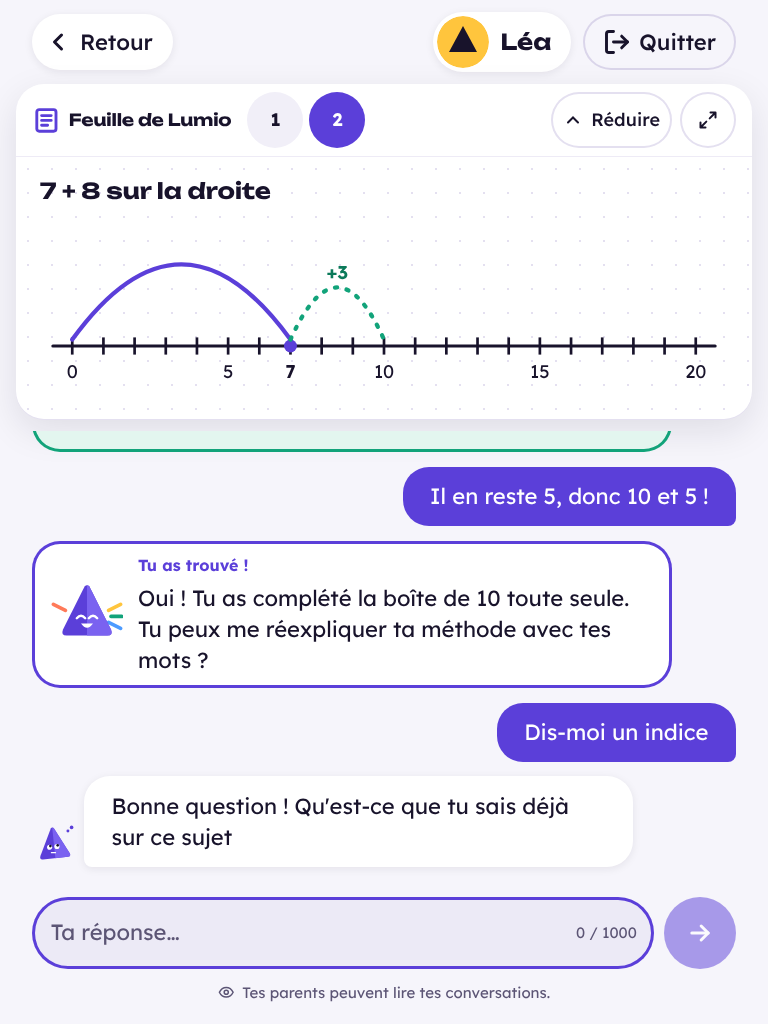 Retour
Léa
Quitter
Feuille de Lumio
1
2
Réduire
7 + 8 sur la droite
+3
0
5
7
10
15
20
Il en reste 5, donc 10 et 5 !
Tu as trouvé !
Oui ! Tu as complété la boîte de 10 toute seule.
Tu peux me réexpliquer ta méthode avec tes
mots ?
Dis-moi un indice
Bonne question ! Qu'est-ce que tu sais déjà
sur ce sujet
Ta réponse…
0 / 1000
Tes parents peuvent lire tes conversations.